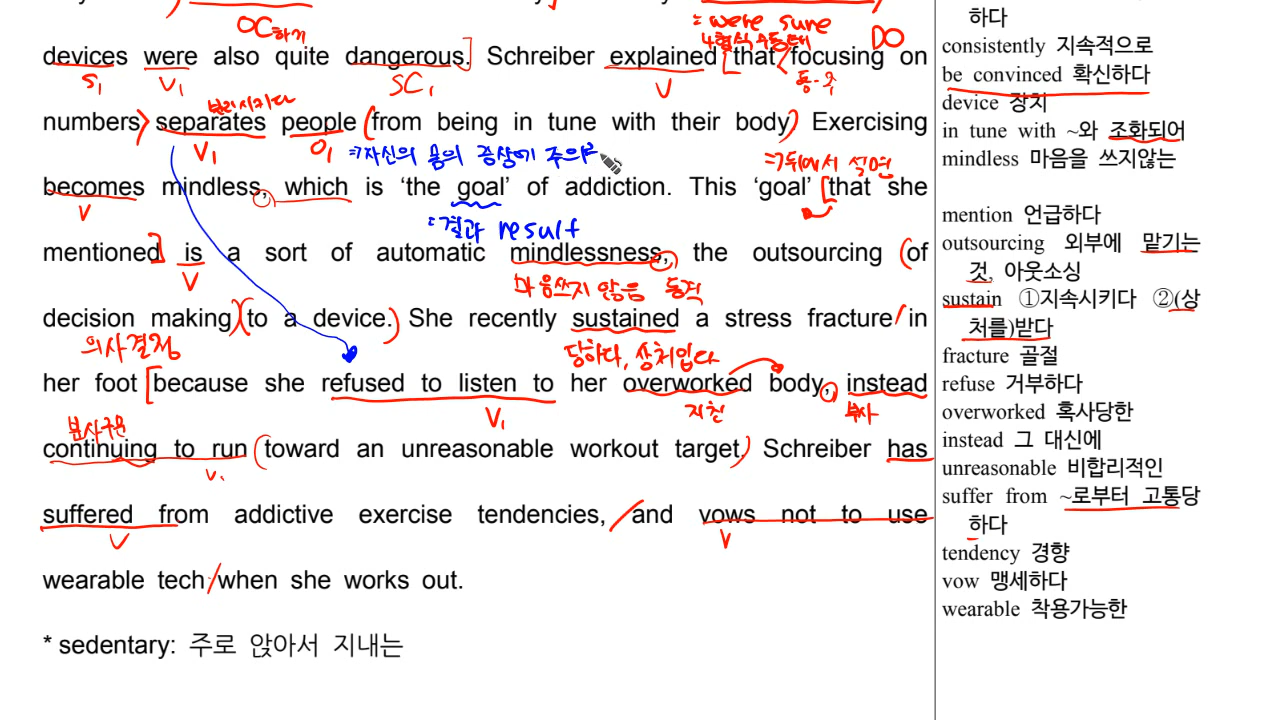 OC하기
= were sure
4형식 수동태
DO
devices were also quite dangerous.] Schreiber explained [that focusing on
S₁ V₁ SC₁ V 동-주
분리시키다
numbers separates people (from being in tune with their body) Exercising
V₁ O₁ ⇒자신의 몸의 증상에 주의 ⇒뒤에서 설명
becomes mindless, which is ‘the goal’ of addiction. This ‘goal’ [that she
V =결과 result
mentioned] is a sort of automatic mindlessness, the outsourcing (of
V 마음쓰지 않음 동격
decision making)(to a device.) She recently sustained a stress fracture/in
의사결정 당하다, 상처입다
her foot [because she refused to listen to her overworked body, instead
분사구문 V₁ 지친 부사
continuing to run (toward an unreasonable workout target.) Schreiber has
V₁
suffered from addictive exercise tendencies, / and vows not to use
V V
wearable tech/when she works out.
* sedentary: 주로 앉아서 지내는
하다
consistently 지속적으로
be convinced 확신하다
device 장치
in tune with ~와 조화되어
mindless 마음을 쓰지않는
mention 언급하다
outsourcing 외부에 맡기는
것, 아웃소싱
sustain ①지속시키다 ②(상
처를)받다
fracture 골절
refuse 거부하다
overworked 혹사당한
instead 그 대신에
unreasonable 비합리적인
suffer from ~로부터 고통당
하다
tendency 경향
vow 맹세하다
wearable 착용가능한